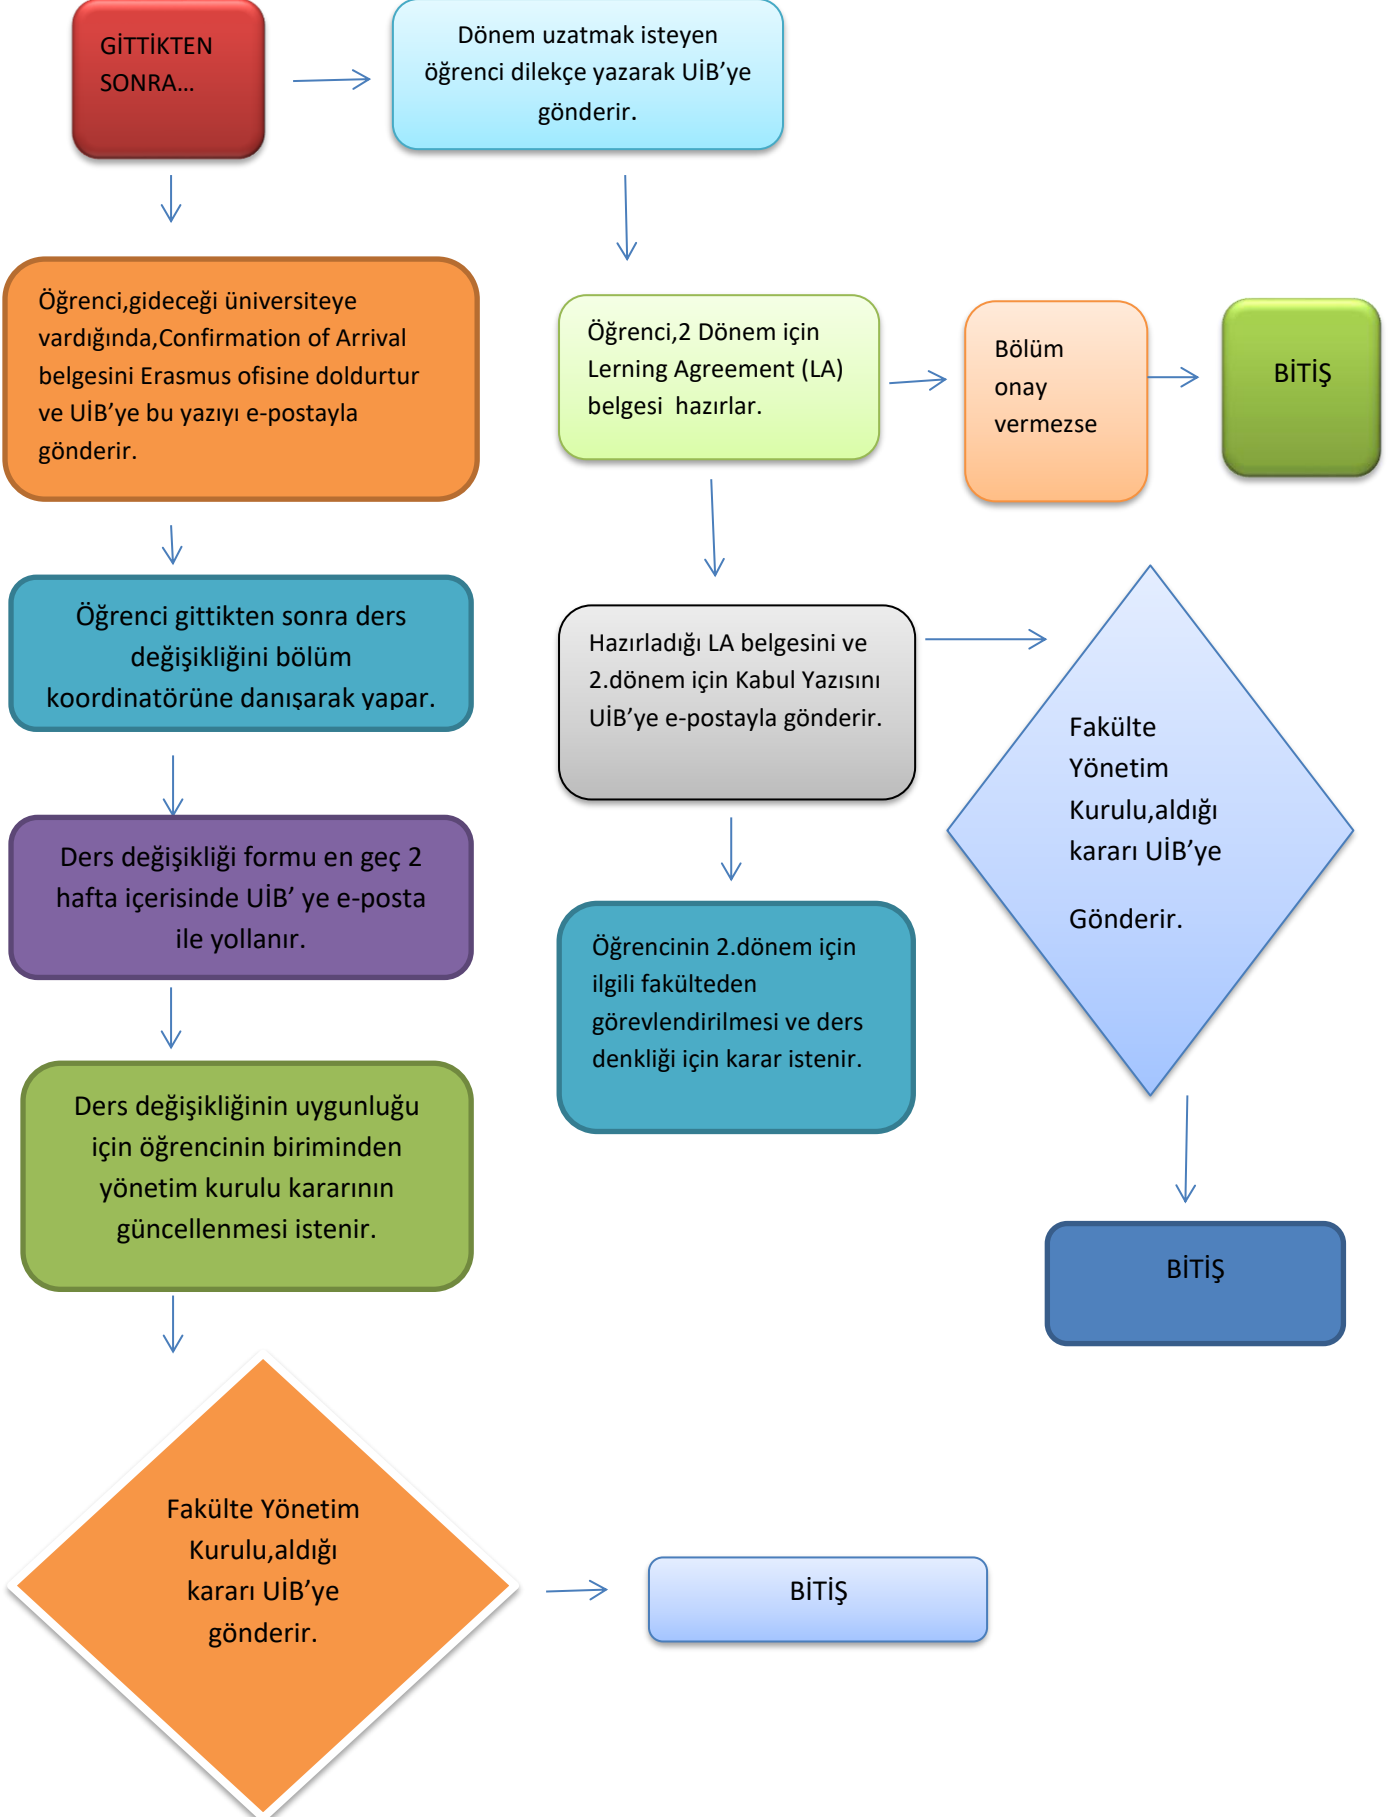 GİTTİKTEN
SONRA...
Dönem uzatmak isteyen
öğrenci dilekçe yazarak UİB’ye
gönderir.
Öğrenci,gideceği üniversiteye
vardığında,Confirmation of Arrival
belgesini Erasmus ofisine doldurtur
ve UİB’ye bu yazıyı e-postayla
gönderir.
Öğrenci,2 Dönem için
Lerning Agreement (LA)
belgesi hazırlar.
Bölüm
onay
vermezse
BİTİŞ
Öğrenci gittikten sonra ders
değişikliğini bölüm
koordinatörüne danışarak yapar.
Hazırladığı LA belgesini ve
2.dönem için Kabul Yazısını
UİB’ye e-postayla gönderir.
Fakülte
Yönetim
Kurulu,aldığı
kararı UİB’ye
Gönderir.
Ders değişikliği formu en geç 2
hafta içerisinde UİB’ ye e-posta
ile yollanır.
Öğrencinin 2.dönem için
ilgili fakülteden
görevlendirilmesi ve ders
denkliği için karar istenir.
Ders değişikliğinin uygunluğu
için öğrencinin biriminden
yönetim kurulu kararının
güncellenmesi istenir.
BİTİŞ
Fakülte Yönetim
Kurulu,aldığı
kararı UİB’ye
gönderir.
BİTİŞ